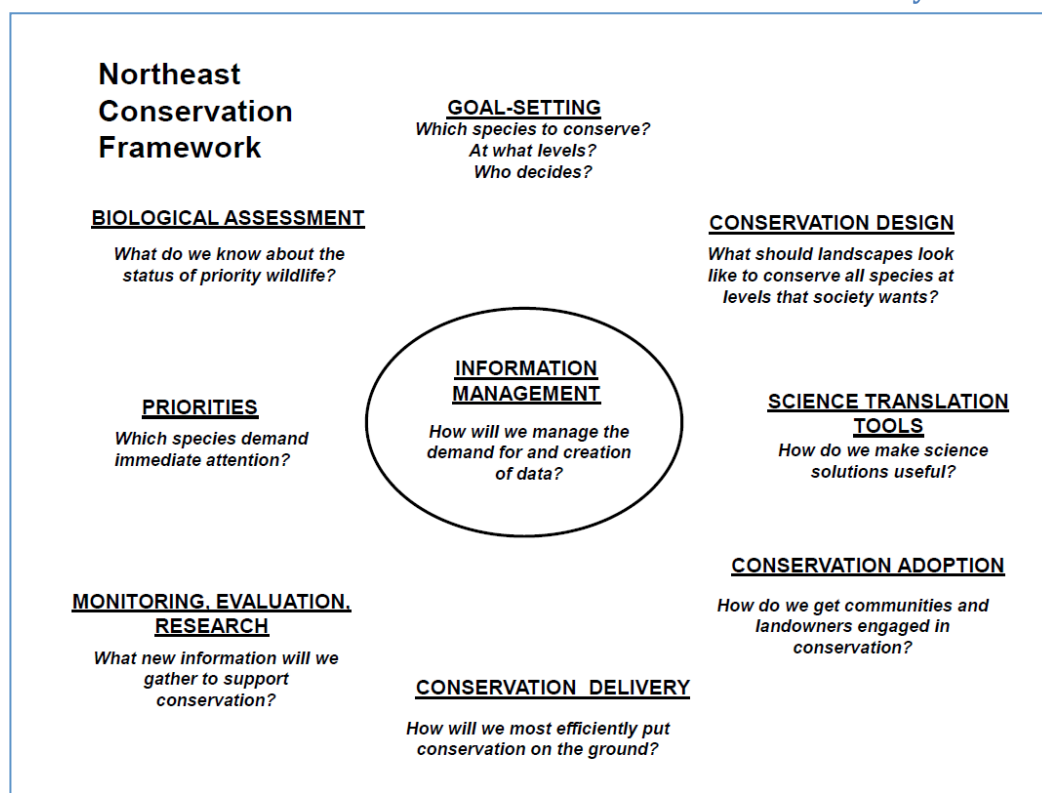 Northeast
Conservation
Framework
GOAL-SETTING
Which species to conserve?
At what levels?
Who decides?
BIOLOGICAL ASSESSMENT
What do we know about the
status of priority wildlife?
CONSERVATION DESIGN
What should landscapes look
like to conserve all species at
levels that society wants?
INFORMATION
MANAGEMENT
How will we manage the
demand for and creation
of data?
PRIORITIES
Which species demand
immediate attention?
SCIENCE TRANSLATION
TOOLS
How do we make science
solutions useful?
CONSERVATION ADOPTION
How do we get communities and
landowners engaged in
conservation?
MONITORING, EVALUATION,
RESEARCH
What new information will we
gather to support
conservation?
CONSERVATION DELIVERY
How will we most efficiently put
conservation on the ground?